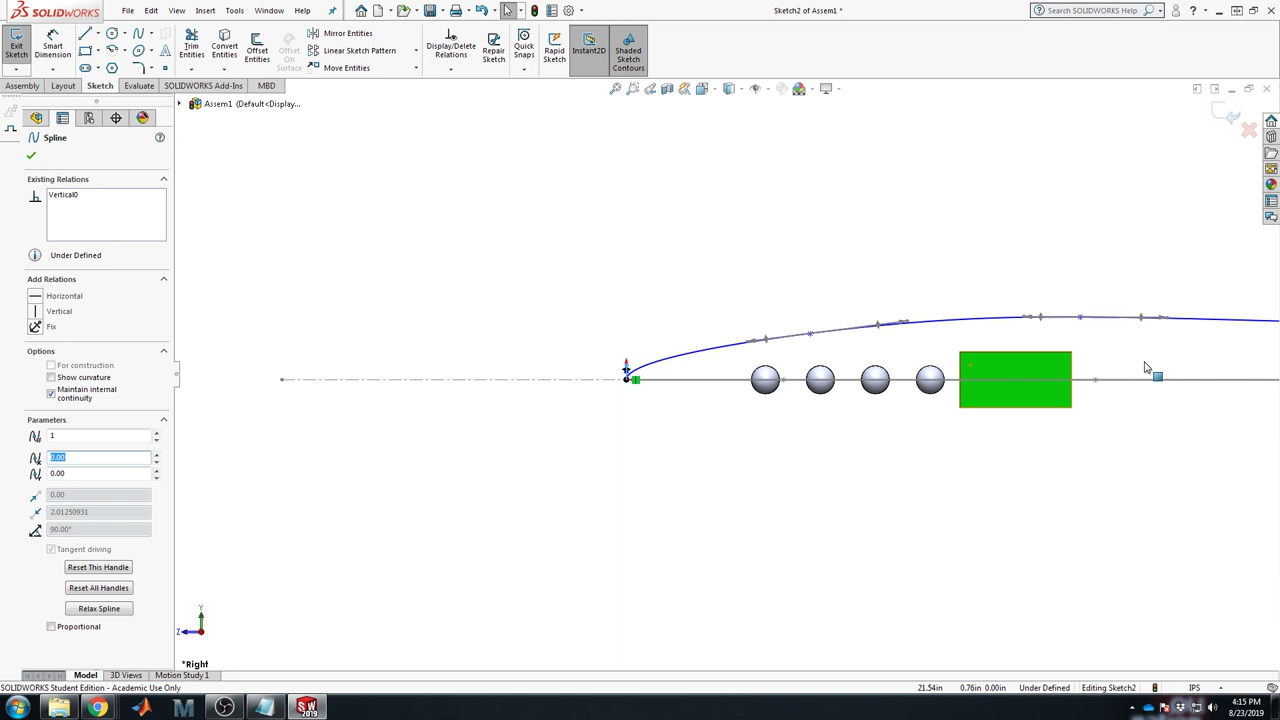 SOLIDWORKS
File Edit View Insert Tools Window Help
Sketch2 of Assem1 *
Search SOLIDWORKS Help
Exit Sketch
Smart Dimension
Trim Entities
Convert Entities
Offset Entities
Offset On Surface
Mirror Entities
Linear Sketch Pattern
Move Entities
Display/Delete Relations
Repair Sketch
Quick Snaps
Rapid Sketch
Instant2D
Shaded Sketch Contours
Assembly Layout Sketch Evaluate SOLIDWORKS Add-Ins MBD
Assem1 (Default<Display...
Spline
Existing Relations
Vertical0
Under Defined
Add Relations
Horizontal
Vertical
Fix
Options
For construction
Show curvature
Maintain internal continuity
Parameters
1
0.00
0.00
0.00
2.01250931
90.00°
Tangent driving
Reset This Handle
Reset All Handles
Relax Spline
Proportional
Y
Z
*Right
Model 3D Views Motion Study 1
SOLIDWORKS Student Edition - Academic Use Only
21.54in 0.76in 0.00in Under Defined Editing Sketch2 IPS
4:15 PM
8/23/2019